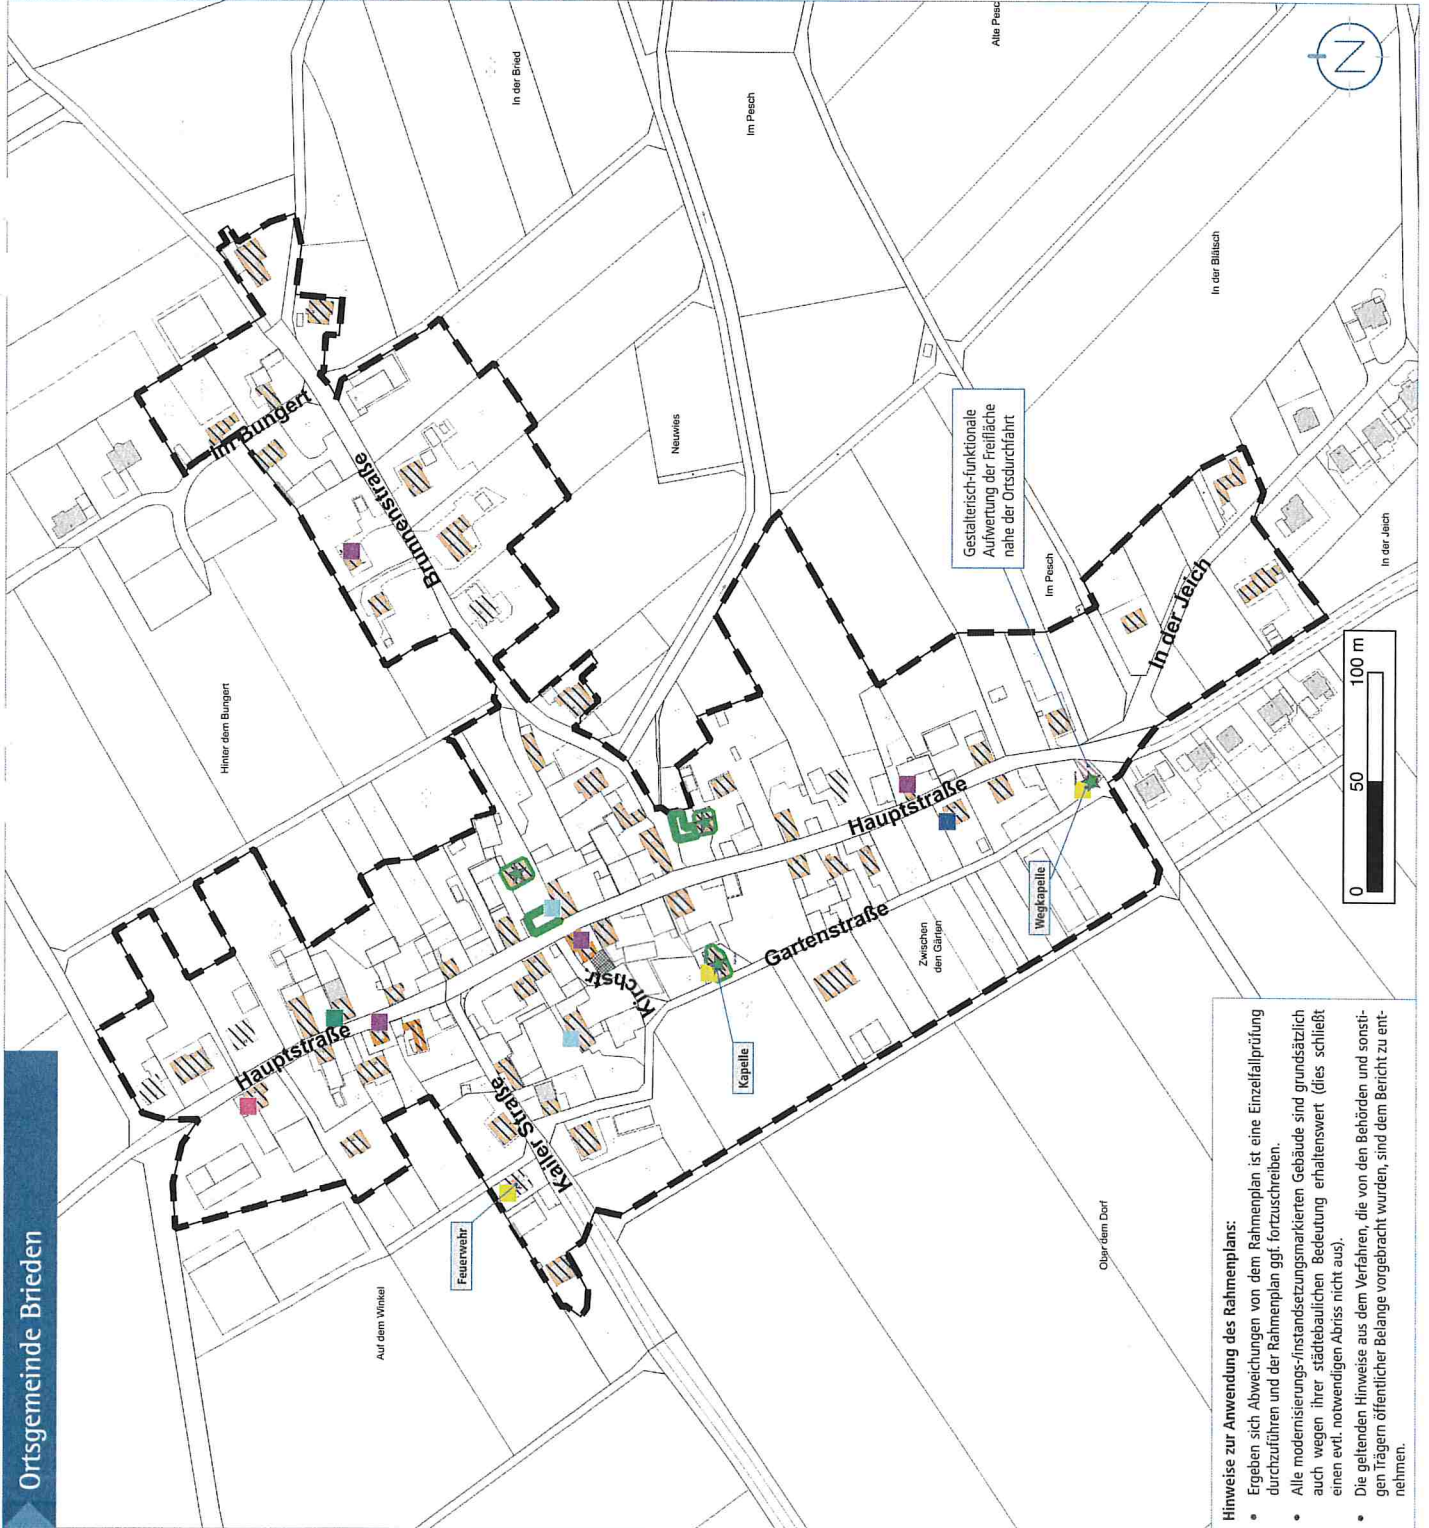 Ortsgemeinde Brieden
Auf dem Winkel
Hinter dem Bungert
In der Bried
Im Pesch
Alte Pesc
N
Im Bungert
Brunnenstraße
Neuwies
In der Blätsch
Hauptstraße
Kirchstr.
Kailer Straße
Feuerwehr
Kapelle
Gartenstraße
Hauptstraße
Zwischen
den Gärten
Wegkapelle
Gestalterisch-funktionale
Aufwertung der Freifläche
nahe der Ortsdurchfahrt
Im Pesch
In der Jeich
In der Jeich
Ober dem Dorf
0
50
100 m
Hinweise zur Anwendung des Rahmenplans:
• Ergeben sich Abweichungen von dem Rahmenplan ist eine Einzelfallprüfung
durchzuführen und der Rahmenplan ggf. fortzuschreiben.
• Alle modernisierungs-/instandsetzungsmarkierten Gebäude sind grundsätzlich
auch wegen ihrer städtebaulichen Bedeutung erhaltenswert (dies schließt
einen evtl. notwendigen Abriss nicht aus).
• Die geltenden Hinweise aus dem Verfahren, die von den Behörden und sonsti-
gen Trägern öffentlicher Belange vorgebracht wurden, sind dem Bericht zu ent-
nehmen.